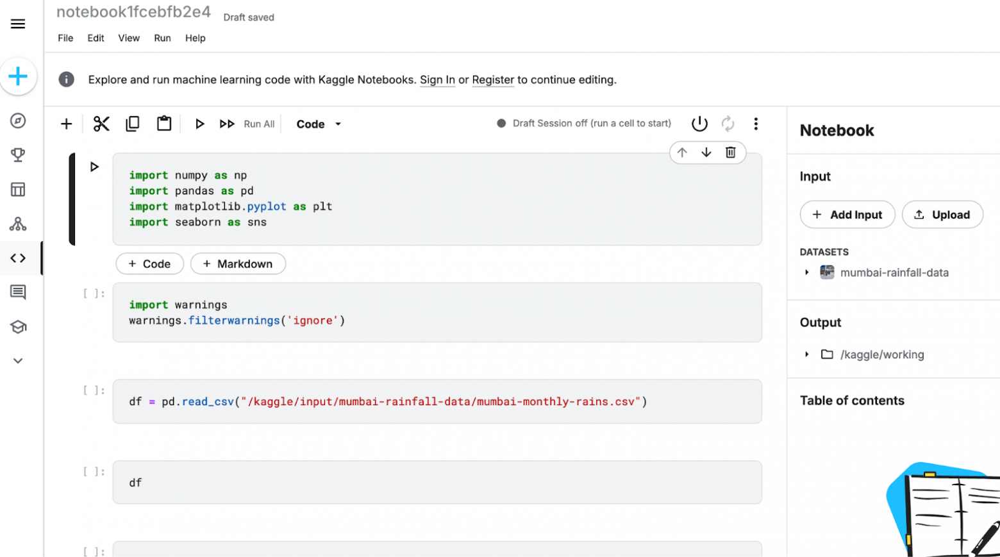 notebook1fcebfb2e4
Draft saved
File Edit View Run Help
Explore and run machine learning code with Kaggle Notebooks. Sign In or Register to continue editing.
Run All Code
Draft Session off (run a cell to start)
import numpy as np
import pandas as pd
import matplotlib.pyplot as plt
import seaborn as sns
+ Code + Markdown
[ ]:
import warnings
warnings.filterwarnings('ignore')
[ ]:
df = pd.read_csv("/kaggle/input/mumbai-rainfall-data/mumbai-monthly-rains.csv")
[ ]:
df
[ ]:
Notebook
Input
+ Add Input Upload
DATASETS
mumbai-rainfall-data
Output
/kaggle/working
Table of contents